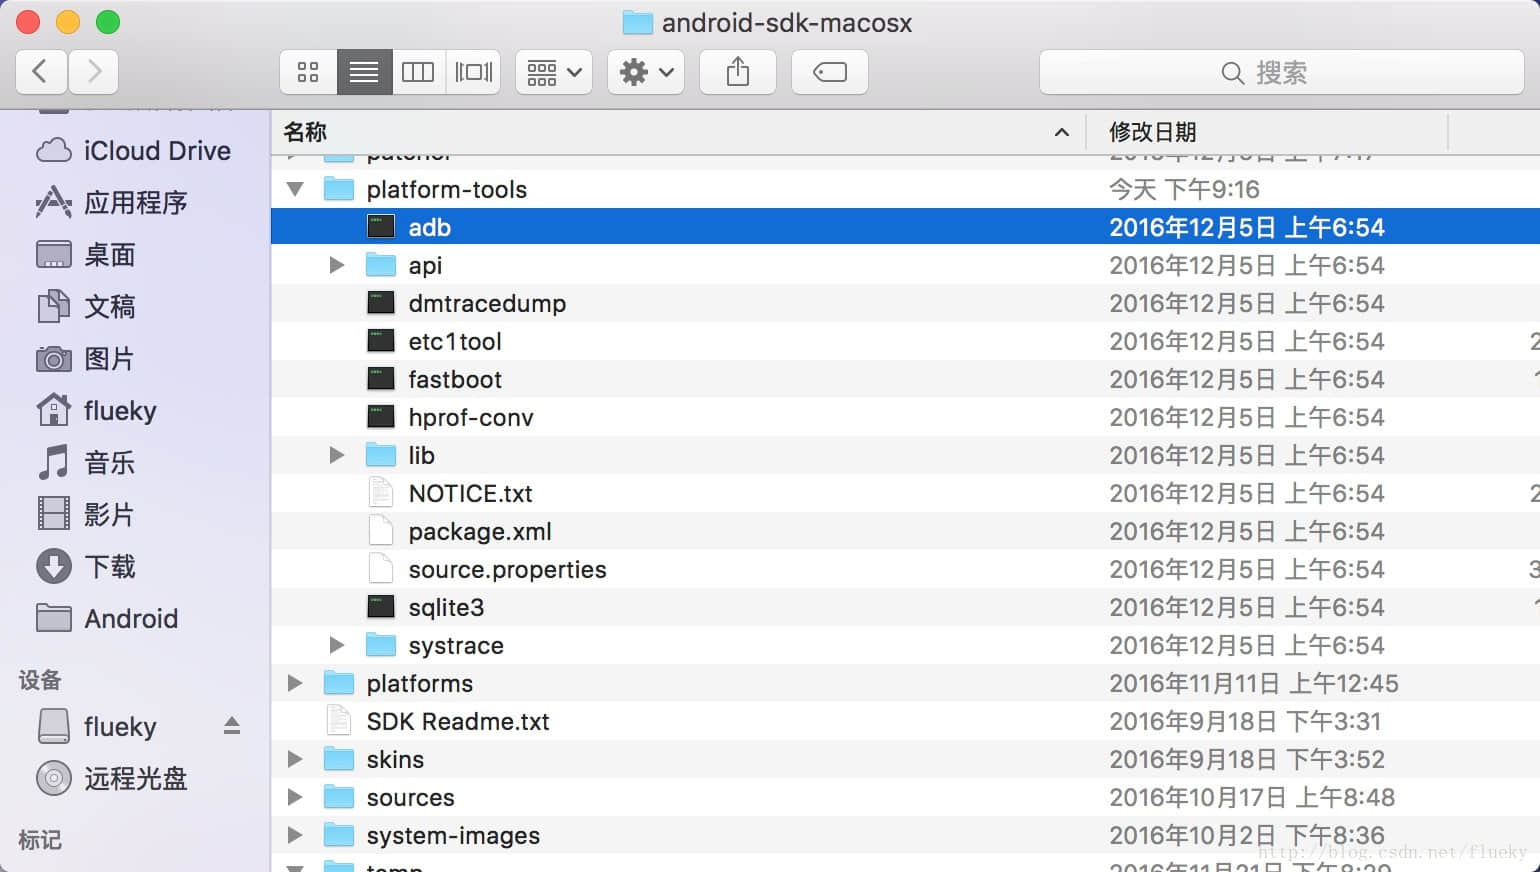 android-sdk-macosx
搜索
iCloud Drive
应用程序
桌面
文稿
图片
flueky
音乐
影片
下载
Android
设备
flueky
远程光盘
标记
名称 修改日期
platform-tools 今天 下午9:16
adb 2016年12月5日 上午6:54
api 2016年12月5日 上午6:54
dmtracedump 2016年12月5日 上午6:54
etc1tool 2016年12月5日 上午6:54
fastboot 2016年12月5日 上午6:54
hprof-conv 2016年12月5日 上午6:54
lib 2016年12月5日 上午6:54
NOTICE.txt 2016年12月5日 上午6:54
package.xml 2016年12月5日 上午6:54
source.properties 2016年12月5日 上午6:54
sqlite3 2016年12月5日 上午6:54
systrace 2016年12月5日 上午6:54
platforms 2016年11月11日 上午12:45
SDK Readme.txt 2016年9月18日 下午3:31
skins 2016年9月18日 下午3:52
sources 2016年10月17日 上午8:48
system-images 2016年10月2日 下午8:36
temp
http://blog.csdn.net/flueky